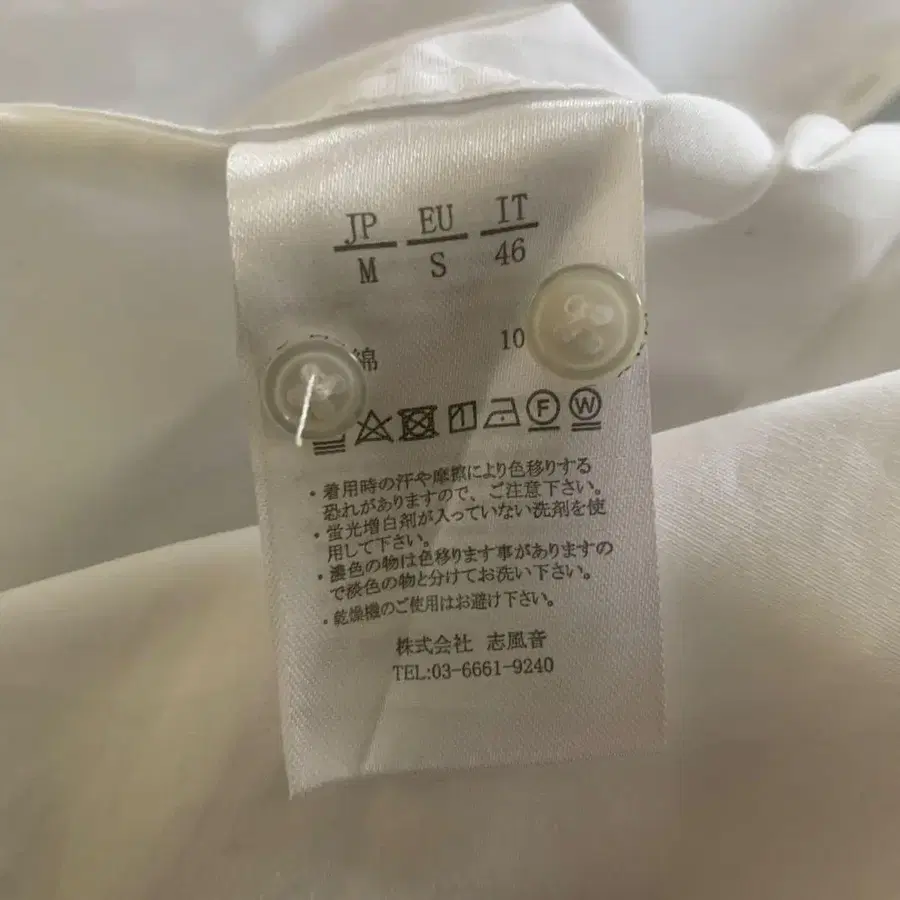 JP EU IT
M S 46
綿 10
F W
・着用時の汗や摩擦により色移りする
恐れがありますので、ご注意下さい。
・蛍光増白剤が入っていない洗剤を使
用して下さい。
・濃色の物は色移りします事がありますの
で淡色の物と分けてお洗い下さい。
・乾燥機のご使用はお避け下さい。
株式会社 志風音
TEL:03-6661-9240